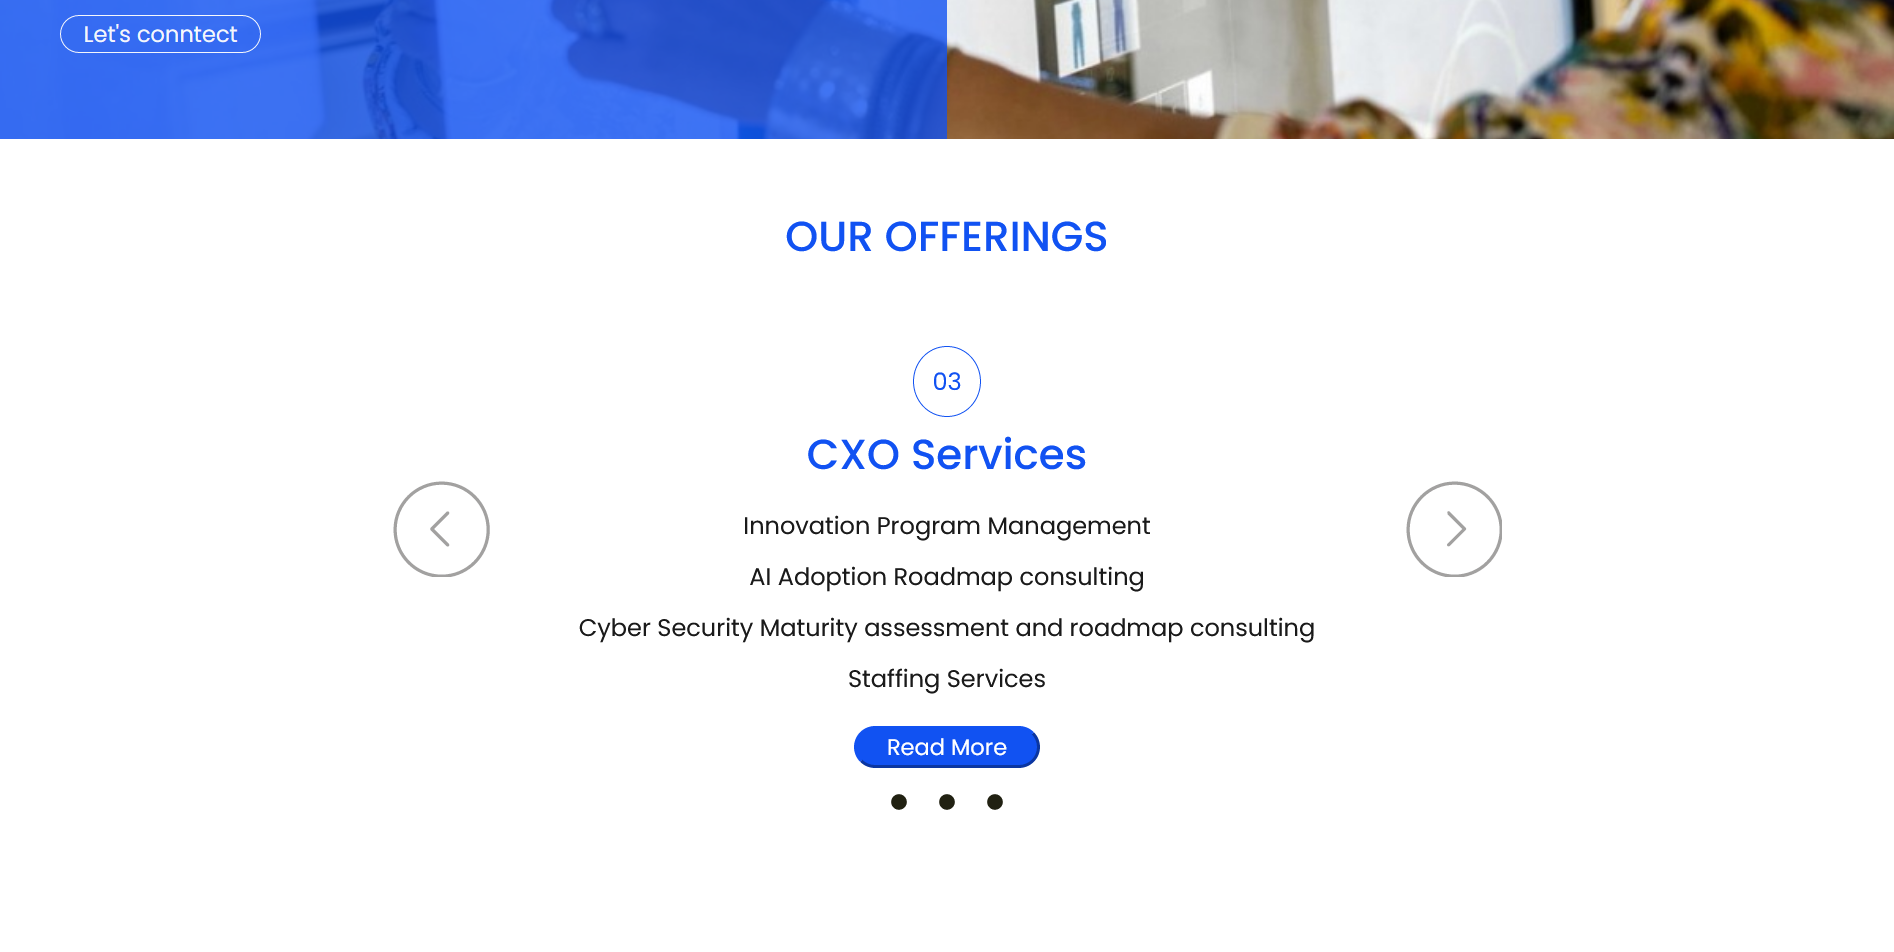 Let's conntect
OUR OFFERINGS
03
CXO Services
Innovation Program Management
AI Adoption Roadmap consulting
Cyber Security Maturity assessment and roadmap consulting
Staffing Services
Read More